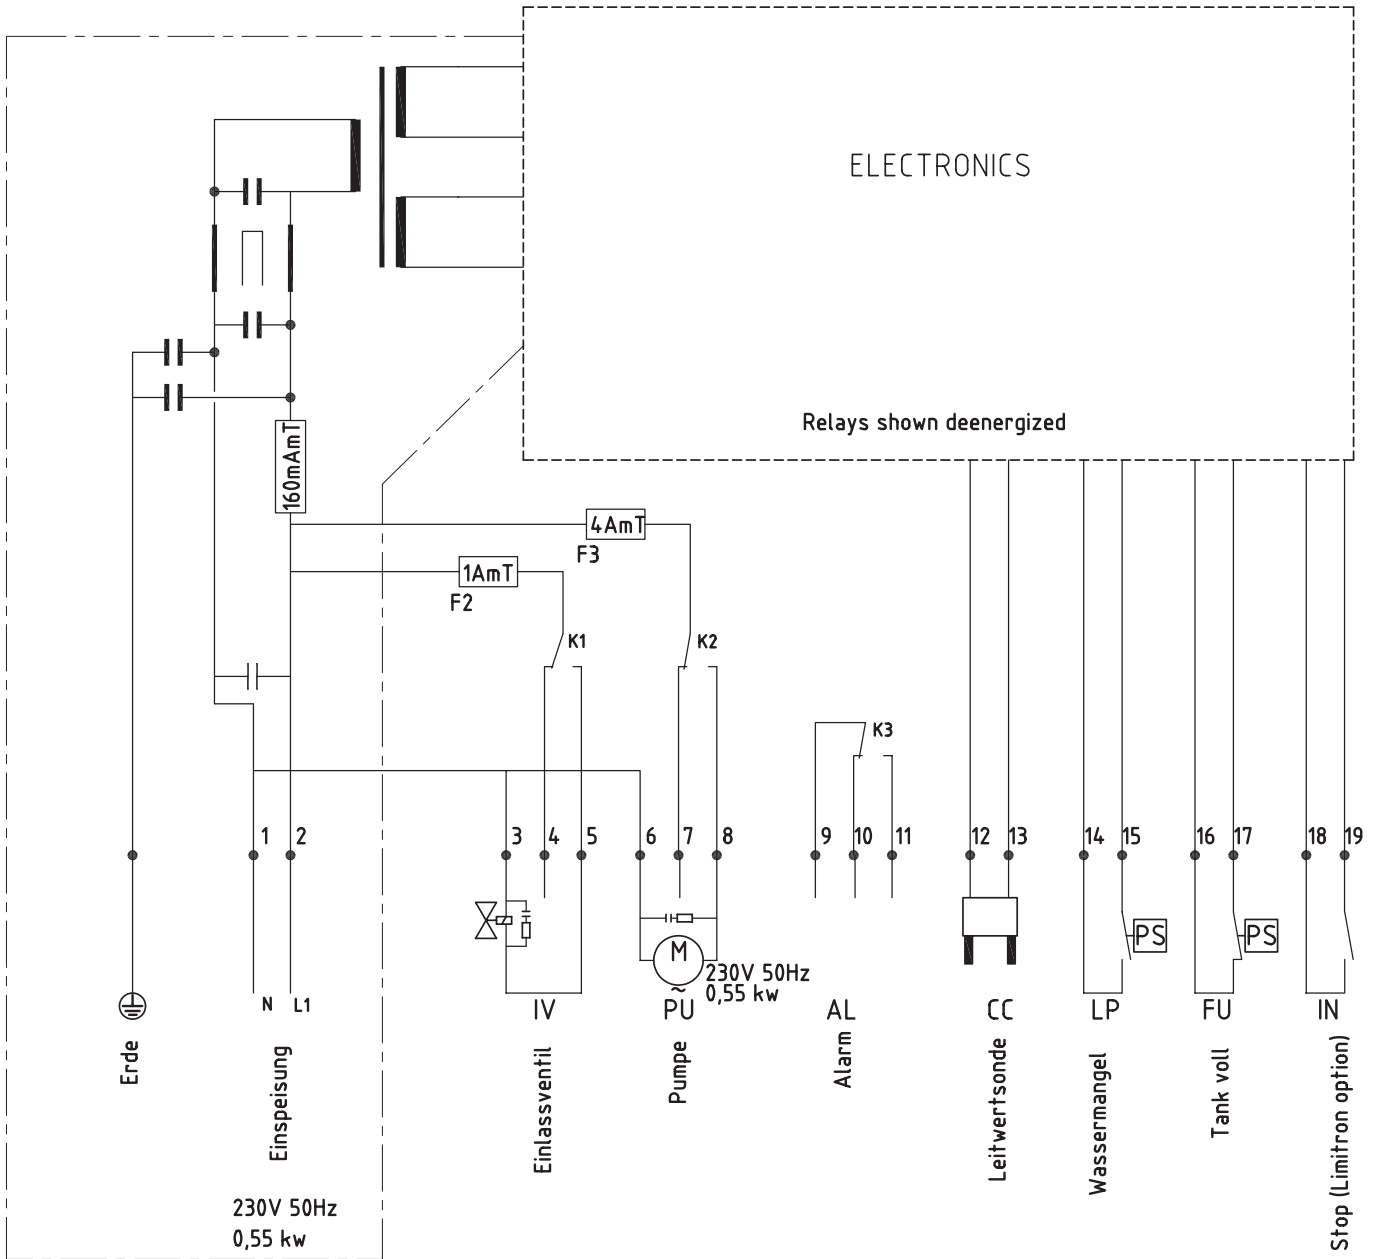 ELECTRONICS
Relays shown deenergized
160mAmT
4AmT
F3
1AmT
F2
K1
K2
K3
1 2 3 4 5 6 7 8 9 10 11 12 13 14 15 16 17 18 19
PS
PS
M
~
230V 50Hz
0,55 kw
N L1
IV
PU
AL
CC
LP
FU
IN
Erde
Einspeisung
Einlassventil
Pumpe
Alarm
Leitwertsonde
Wassermangel
Tank voll
Stop (Limitron option)
230V 50Hz
0,55 kw